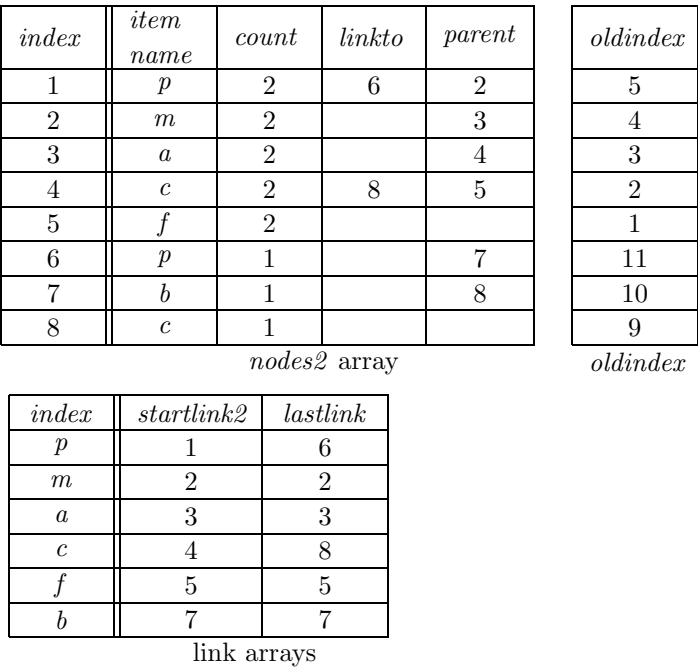 index item name count linkto parent oldindex
1 p 2 6 2 5
2 m 2 3 4
3 a 2 4 3
4 c 2 8 5 2
5 f 2 1
6 p 1 7 11
7 b 1 8 10
8 c 1 9
nodes2 array oldindex
index startlink2 lastlink
p 1 6
m 2 2
a 3 3
c 4 8
f 5 5
b 7 7
link arrays